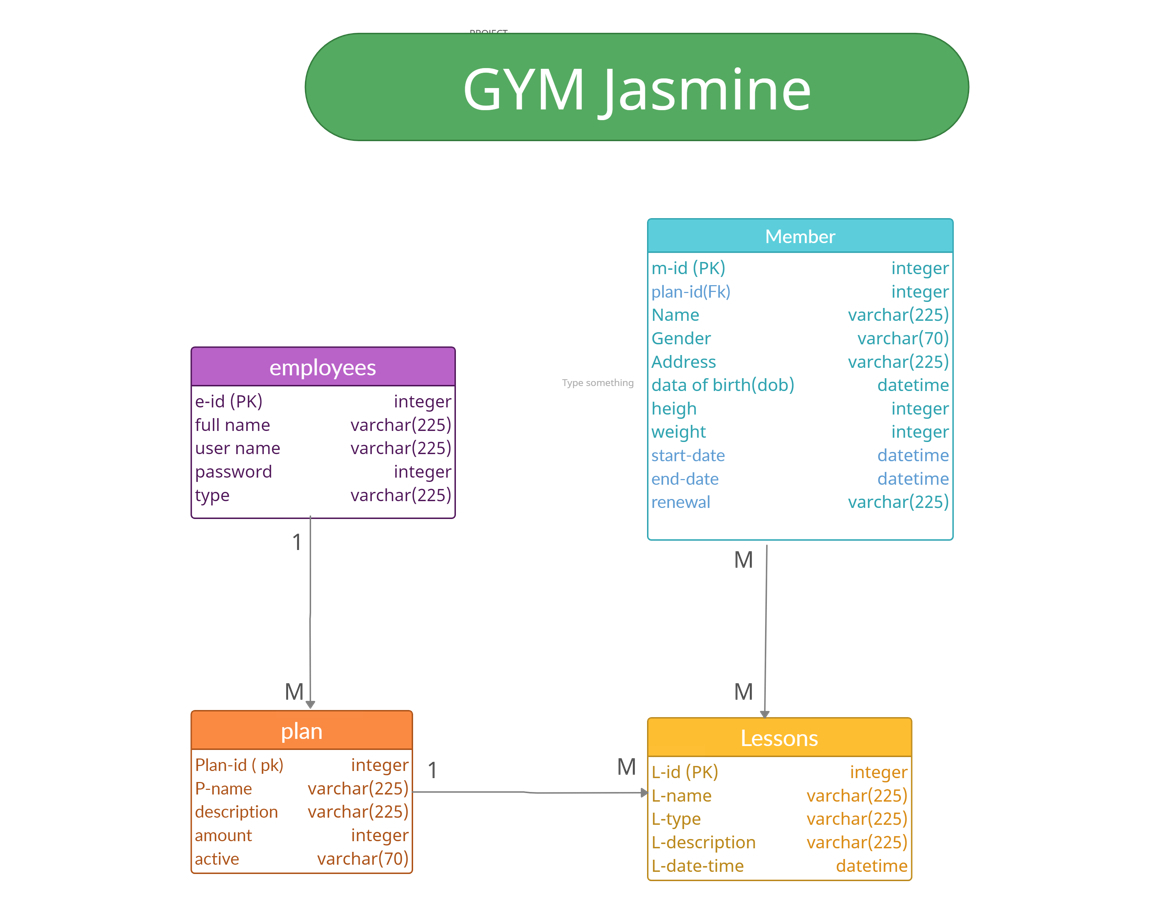 PROJECT
GYM Jasmine
Member
m-id (PK) integer
plan-id(Fk) integer
Name varchar(225)
Gender varchar(70)
Address varchar(225)
data of birth(dob) datetime
heigh integer
weight integer
start-date datetime
end-date datetime
renewal varchar(225)
Type something
employees
e-id (PK) integer
full name varchar(225)
user name varchar(225)
password integer
type varchar(225)
1
M
M
M
plan
Plan-id ( pk) integer
P-name varchar(225)
description varchar(225)
amount integer
active varchar(70)
1
M
Lessons
L-id (PK) integer
L-name varchar(225)
L-type varchar(225)
L-description varchar(225)
L-date-time datetime